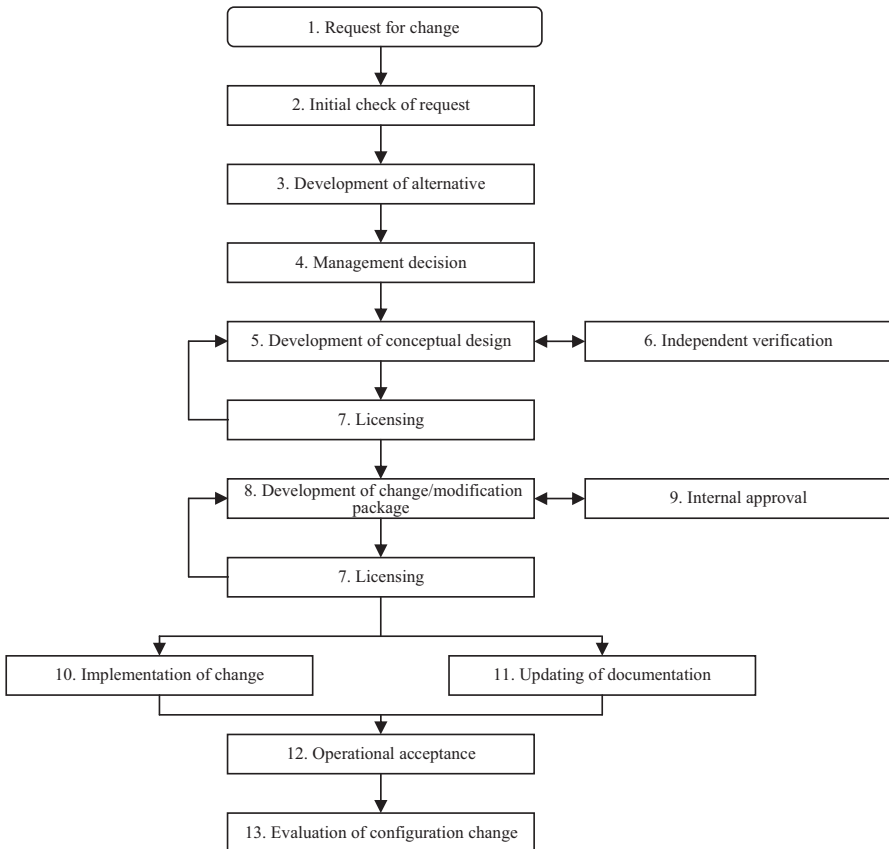 1. Request for change
2. Initial check of request
3. Development of alternative
4. Management decision
5. Development of conceptual design
6. Independent verification
7. Licensing
8. Development of change/modification
package
9. Internal approval
7. Licensing
10. Implementation of change
11. Updating of documentation
12. Operational acceptance
13. Evaluation of configuration change